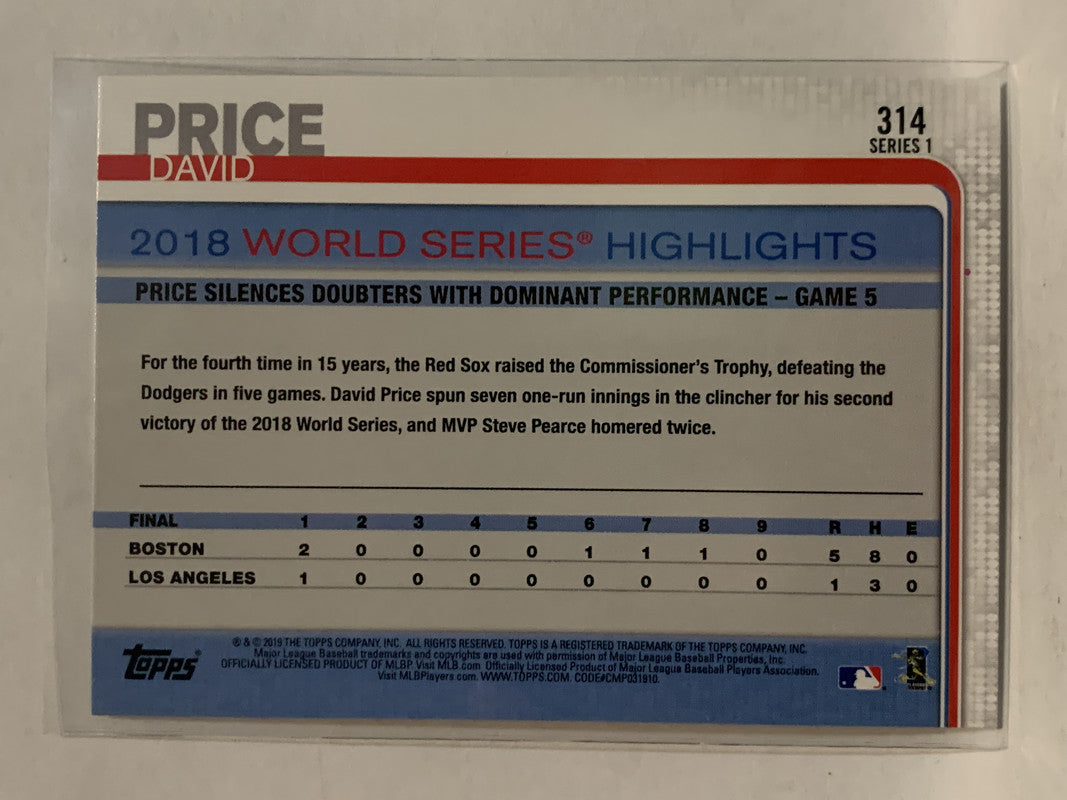 PRICE
DAVID
314
SERIES 1
2018 WORLD SERIES® HIGHLIGHTS
PRICE SILENCES DOUBTERS WITH DOMINANT PERFORMANCE – GAME 5
For the fourth time in 15 years, the Red Sox raised the Commissioner's Trophy, defeating the
Dodgers in five games. David Price spun seven one-run innings in the clincher for his second
victory of the 2018 World Series, and MVP Steve Pearce homered twice.
FINAL 1 2 3 4 5 6 7 8 9 R H E
BOSTON 2 0 0 0 0 1 1 1 0 5 8 0
LOS ANGELES 1 0 0 0 0 0 0 0 0 1 3 0
Topps®
® & © 2019 THE TOPPS COMPANY, INC. ALL RIGHTS RESERVED. TOPPS IS A REGISTERED TRADEMARK OF THE TOPPS COMPANY, INC.
Major League Baseball trademarks and copyrights are used with permission of Major League Baseball Properties, Inc.
OFFICIALLY LICENSED PRODUCT OF MLBP. Visit MLB.com. Officially Licensed Product of Major League Baseball Players Association.
Visit MLBPlayers.com. WWW.TOPPS.COM. CODE#CMP031910.